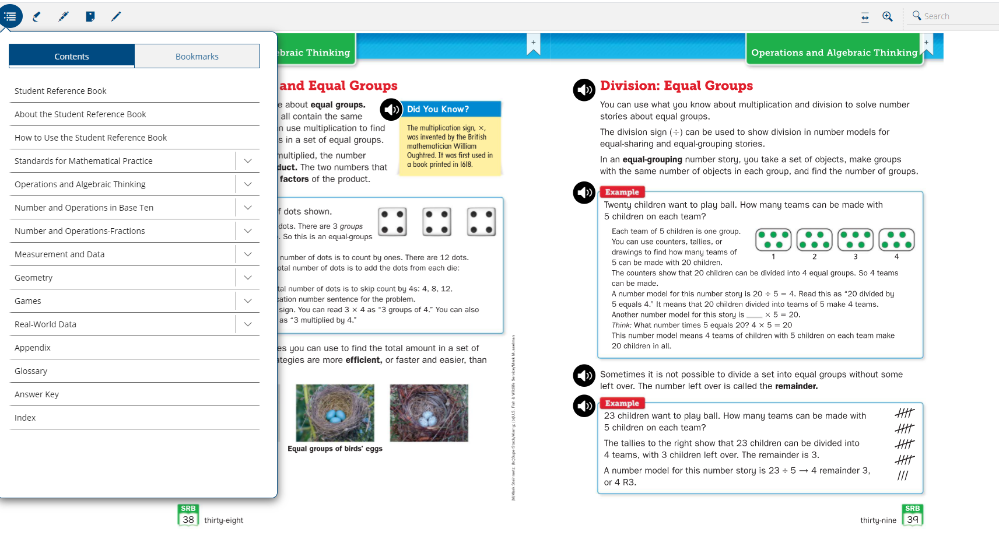 Search
Contents
Bookmarks
Student Reference Book
About the Student Reference Book
How to Use the Student Reference Book
Standards for Mathematical Practice
Operations and Algebraic Thinking
Number and Operations in Base Ten
Number and Operations-Fractions
Measurement and Data
Geometry
Games
Real-World Data
Appendix
Glossary
Answer Key
Index
ebraic Thinking
and Equal Groups
e about equal groups.
all contain the same
n use multiplication to find
s in a set of equal groups.
multiplied, the number
duct. The two numbers that
factors of the product.
Did You Know?
The multiplication sign, ×,
was invented by the British
mathematician William
Oughtred. It was first used in
a book printed in 1618.
f dots shown.
dots. There are 3 groups
. So this is an equal-groups
number of dots is to count by ones. There are 12 dots.
otal number of dots is to add the dots from each die:
tal number of dots is to skip count by 4s: 4, 8, 12.
cation number sentence for the problem.
sign. You can read 3 × 4 as “3 groups of 4.” You can also
as “3 multiplied by 4.”
es you can use to find the total amount in a set of
ategies are more efficient, or faster and easier, than
Equal groups of birds’ eggs
(bl)Mark Steinmetz; (bc)SuperStock/Alamy; (br)U.S. Fish & Wildlife Service/Mark Musselman
SRB
38 thirty-eight
Operations and Algebraic Thinking
Division: Equal Groups
You can use what you know about multiplication and division to solve number
stories about equal groups.
The division sign (÷) can be used to show division in number models for
equal-sharing and equal-grouping stories.
In an equal-grouping number story, you take a set of objects, make groups
with the same number of objects in each group, and find the number of groups.
Example
Twenty children want to play ball. How many teams can be made with
5 children on each team?
Each team of 5 children is one group.
You can use counters, tallies, or
drawings to find how many teams of
5 can be made with 20 children.
1 2 3 4
The counters show that 20 children can be divided into 4 equal groups. So 4 teams
can be made.
A number model for this number story is 20 ÷ 5 = 4. Read this as “20 divided by
5 equals 4.” It means that 20 children divided into teams of 5 make 4 teams.
Another number model for this story is ____ × 5 = 20.
Think: What number times 5 equals 20? 4 × 5 = 20
This number model means 4 teams of children with 5 children on each team make
20 children in all.
Sometimes it is not possible to divide a set into equal groups without some
left over. The number left over is called the remainder.
Example
23 children want to play ball. How many teams can be made with
5 children on each team?
The tallies to the right show that 23 children can be divided into
4 teams, with 3 children left over. The remainder is 3.
A number model for this number story is 23 ÷ 5 → 4 remainder 3,
or 4 R3.
SRB
thirty-nine 39